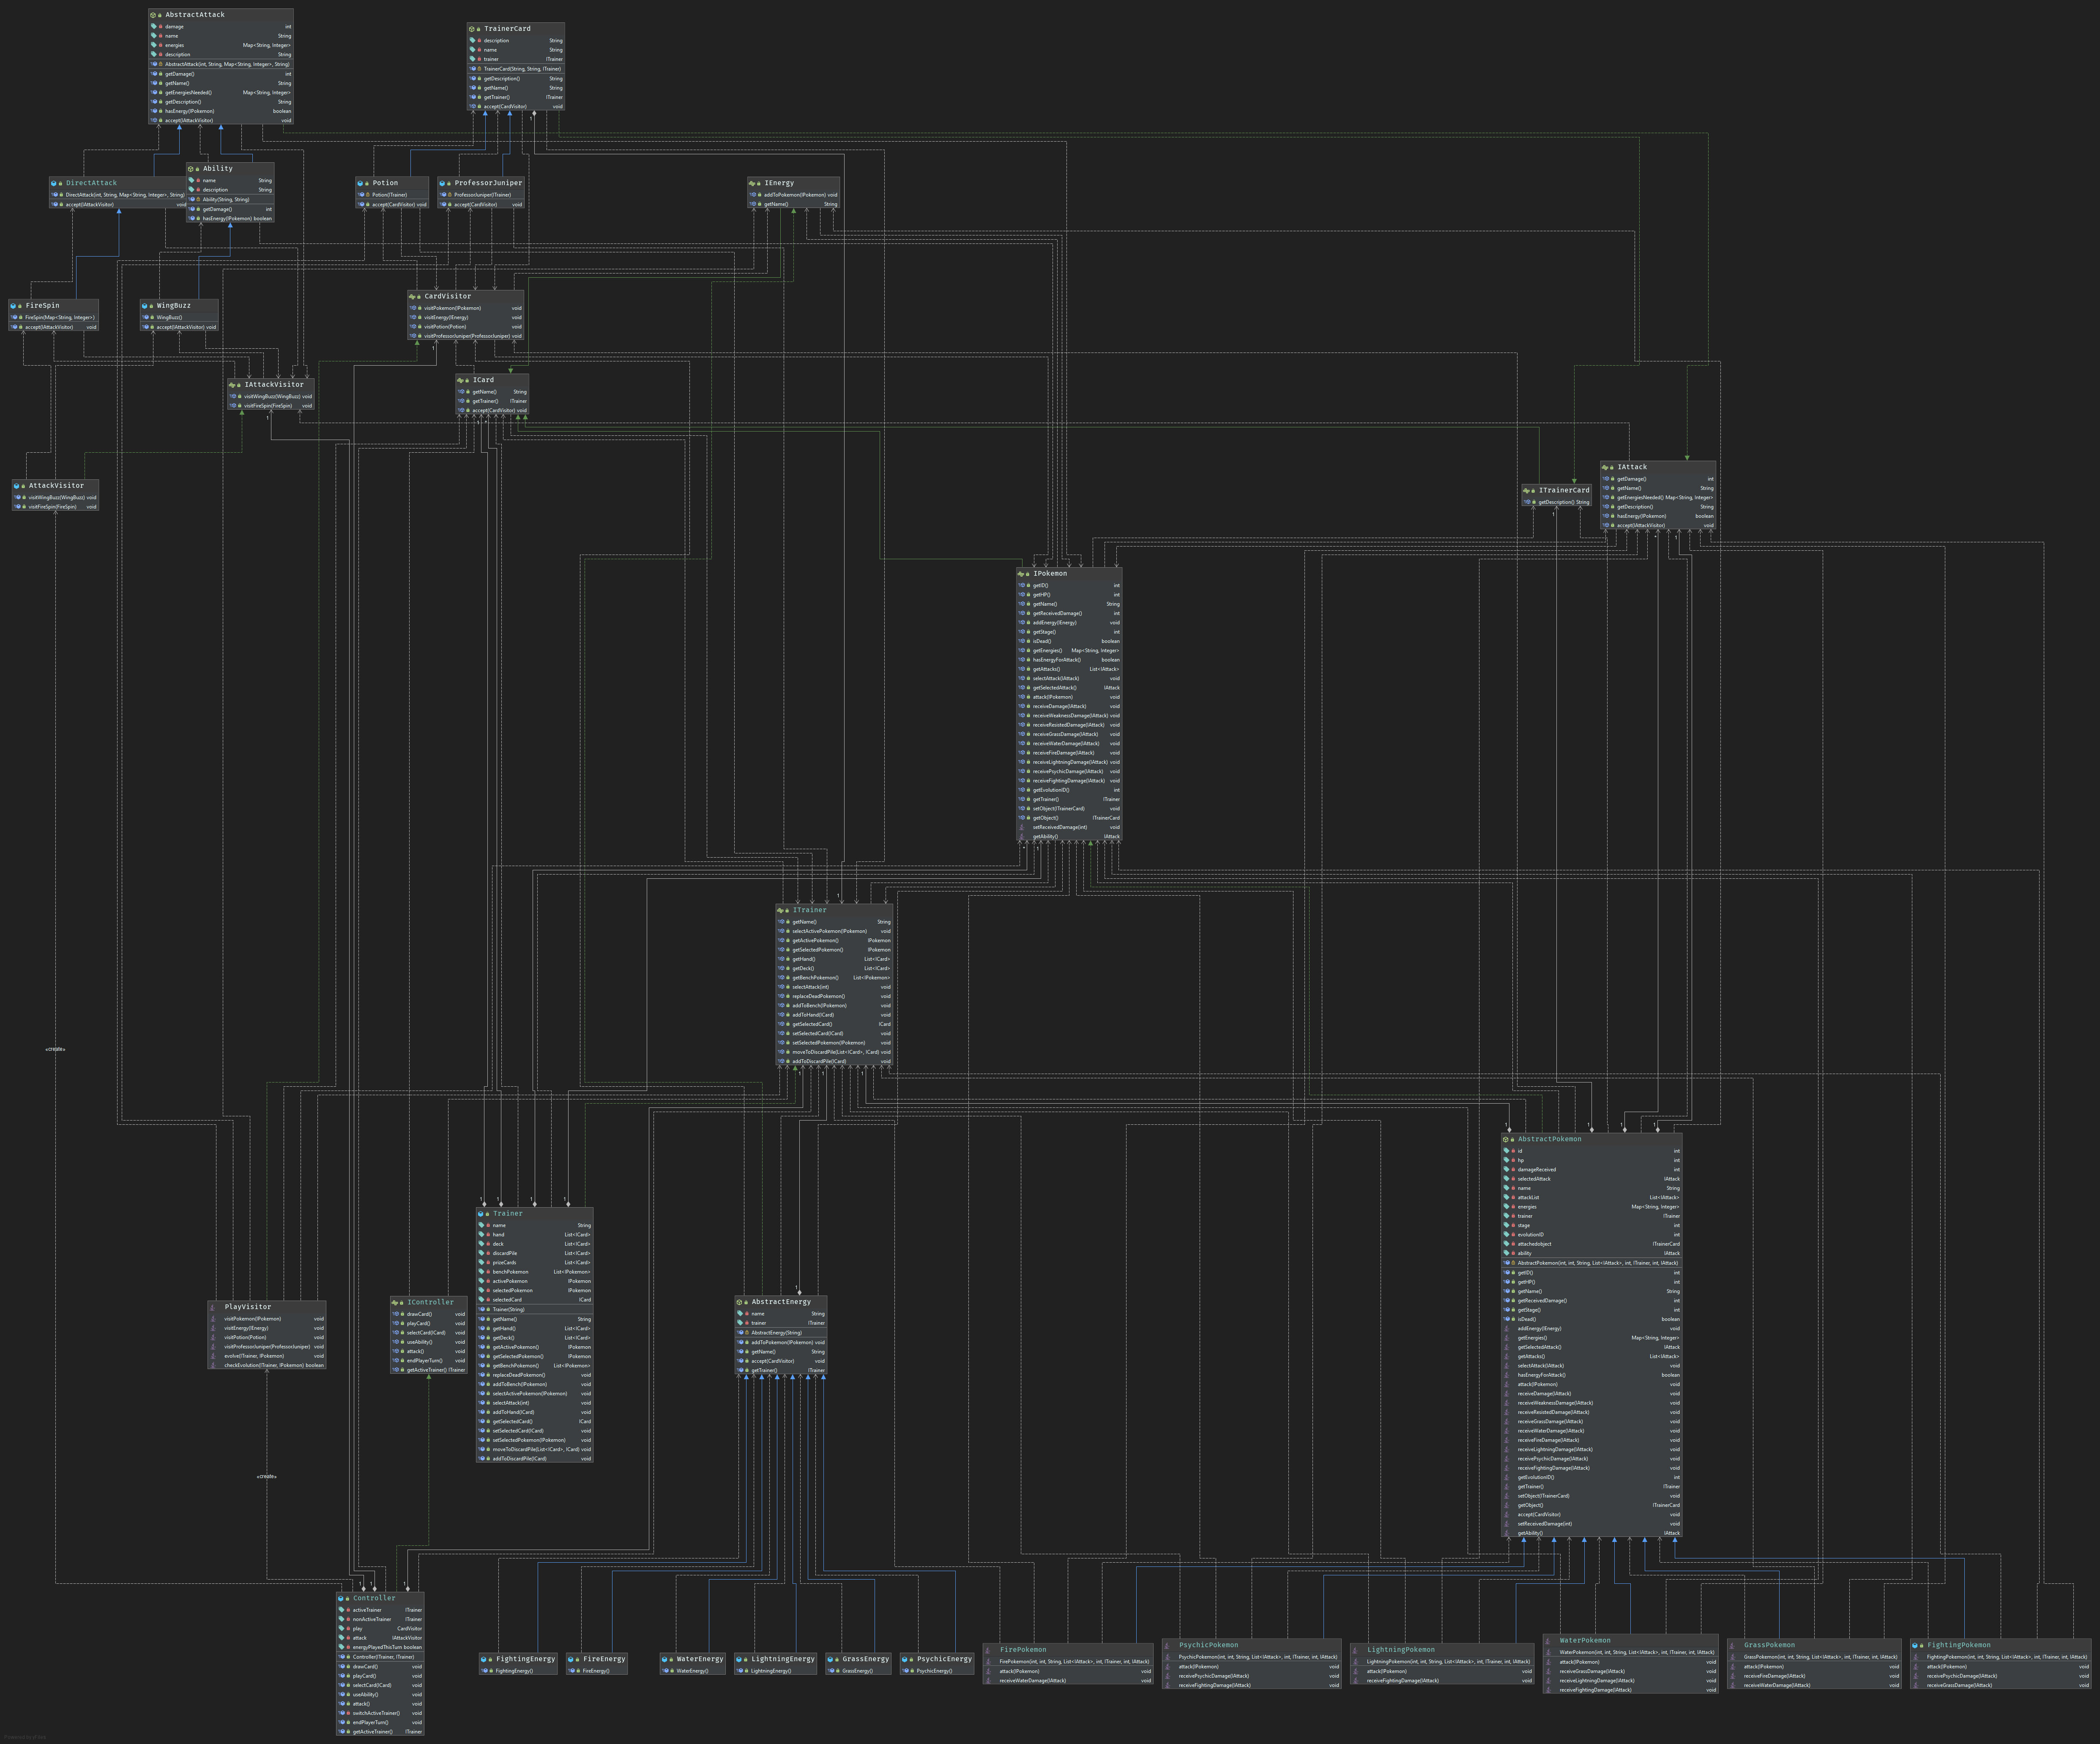 AbstractAttack
damage int
name String
energies Map<String, Integer>
description String
AbstractAttack(int, String, Map<String, Integer>, String)
getDamage() int
getName() String
getEnergiesNeeded() Map<String, Integer>
getDescription() String
hasEnergy(IPokemon) boolean
accept(IAttackVisitor) void
TrainerCard
description String
name String
trainer ITrainer
TrainerCard(String, String, ITrainer)
getDescription() String
getName() String
getTrainer() ITrainer
accept(CardVisitor) void
1
DirectAttack
DirectAttack(int, String, Map<String, Integer>, String)
accept(IAttackVisitor) void
Ability
name String
description String
Ability(String, String)
getDamage() int
hasEnergy(IPokemon) boolean
Potion
Potion(ITrainer)
accept(CardVisitor) void
ProfessorJuniper
ProfessorJuniper(ITrainer)
accept(CardVisitor) void
IEnergy
addToPokemon(IPokemon) void
getName() String
FireSpin
FireSpin(Map<String, Integer>)
accept(IAttackVisitor) void
WingBuzz
WingBuzz()
accept(IAttackVisitor) void
CardVisitor
visitPokemon(IPokemon) void
visitEnergy(IEnergy) void
visitPotion(Potion) void
visitProfessorJuniper(ProfessorJuniper) void
1
IAttackVisitor
visitWingBuzz(WingBuzz) void
visitFireSpin(FireSpin) void
1
ICard
getName() String
getTrainer() ITrainer
accept(CardVisitor) void
1
*
AttackVisitor
visitWingBuzz(WingBuzz) void
visitFireSpin(FireSpin) void
ITrainerCard
getDescription() String
1
IAttack
getDamage() int
getName() String
getEnergiesNeeded() Map<String, Integer>
getDescription() String
hasEnergy(IPokemon) boolean
accept(IAttackVisitor) void
*
1
IPokemon
getID() int
getHP() int
getName() String
getReceivedDamage() int
addEnergy(IEnergy) void
getStage() int
isDead() boolean
getEnergies() Map<String, Integer>
hasEnergyForAttack() boolean
getAttacks() List<IAttack>
selectAttack(IAttack) void
getSelectedAttack() IAttack
attack(IPokemon) void
receiveDamage(IAttack) void
receiveWeaknessDamage(IAttack) void
receiveResistedDamage(IAttack) void
receiveGrassDamage(IAttack) void
receiveWaterDamage(IAttack) void
receiveFireDamage(IAttack) void
receiveLightningDamage(IAttack) void
receivePsychicDamage(IAttack) void
receiveFightingDamage(IAttack) void
getEvolutionID() int
getTrainer() ITrainer
setObject(ITrainerCard) void
getObject() ITrainerCard
setReceivedDamage(int) void
getAbility() IAttack
*
1
1
ITrainer
getName() String
selectActivePokemon(IPokemon) void
getActivePokemon() IPokemon
getSelectedPokemon() IPokemon
getHand() List<ICard>
getDeck() List<ICard>
getBenchPokemon() List<IPokemon>
selectAttack(int) void
replaceDeadPokemon() void
addToBench(IPokemon) void
addToHand(ICard) void
getSelectedCard() ICard
setSelectedCard(ICard) void
setSelectedPokemon(IPokemon) void
moveToDiscardPile(List<ICard>, ICard) void
addToDiscardPile(ICard) void
1
1
1
«create»
1
1
1
1
AbstractPokemon
id int
hp int
damageReceived int
selectedAttack IAttack
name String
attackList List<IAttack>
energies Map<String, Integer>
trainer ITrainer
stage int
evolutionID int
attachedobject ITrainerCard
ability IAttack
AbstractPokemon(int, int, String, List<IAttack>, int, ITrainer, int, IAttack)
getID() int
getHP() int
getName() String
getReceivedDamage() int
getStage() int
isDead() boolean
addEnergy(IEnergy) void
getEnergies() Map<String, Integer>
getSelectedAttack() IAttack
getAttacks() List<IAttack>
selectAttack(IAttack) void
hasEnergyForAttack() boolean
attack(IPokemon) void
receiveDamage(IAttack) void
receiveWeaknessDamage(IAttack) void
receiveResistedDamage(IAttack) void
receiveGrassDamage(IAttack) void
receiveWaterDamage(IAttack) void
receiveFireDamage(IAttack) void
receiveLightningDamage(IAttack) void
receivePsychicDamage(IAttack) void
receiveFightingDamage(IAttack) void
getEvolutionID() int
getTrainer() ITrainer
setObject(ITrainerCard) void
getObject() ITrainerCard
accept(CardVisitor) void
setReceivedDamage(int) void
getAbility() IAttack
1
1
1
1
Trainer
name String
hand List<ICard>
deck List<ICard>
discardPile List<ICard>
prizeCards List<ICard>
benchPokemon List<IPokemon>
activePokemon IPokemon
selectedPokemon IPokemon
selectedCard ICard
Trainer(String)
getName() String
getHand() List<ICard>
getDeck() List<ICard>
getActivePokemon() IPokemon
getSelectedPokemon() IPokemon
getBenchPokemon() List<IPokemon>
replaceDeadPokemon() void
addToBench(IPokemon) void
selectActivePokemon(IPokemon) void
selectAttack(int) void
addToHand(ICard) void
getSelectedCard() ICard
setSelectedCard(ICard) void
setSelectedPokemon(IPokemon) void
moveToDiscardPile(List<ICard>, ICard) void
addToDiscardPile(ICard) void
PlayVisitor
visitPokemon(IPokemon) void
visitEnergy(IEnergy) void
visitPotion(Potion) void
visitProfessorJuniper(ProfessorJuniper) void
evolve(ITrainer, IPokemon) void
checkEvolution(ITrainer, IPokemon) boolean
IController
drawCard() void
playCard() void
selectCard(ICard) void
useAbility() void
attack() void
endPlayerTurn() void
getActiveTrainer() ITrainer
1
AbstractEnergy
name String
trainer ITrainer
AbstractEnergy(String)
addToPokemon(IPokemon) void
getName() String
accept(CardVisitor) void
getTrainer() ITrainer
«create»
1
1
1
Controller
activeTrainer ITrainer
nonActiveTrainer ITrainer
play CardVisitor
attack IAttackVisitor
energyPlayedThisTurn boolean
Controller(ITrainer, ITrainer)
drawCard() void
playCard() void
selectCard(ICard) void
useAbility() void
attack() void
switchActiveTrainer() void
endPlayerTurn() void
getActiveTrainer() ITrainer
FightingEnergy
FightingEnergy()
FireEnergy
FireEnergy()
WaterEnergy
WaterEnergy()
LightningEnergy
LightningEnergy()
GrassEnergy
GrassEnergy()
PsychicEnergy
PsychicEnergy()
FirePokemon
FirePokemon(int, int, String, List<IAttack>, int, ITrainer, int, IAttack)
attack(IPokemon) void
receiveWaterDamage(IAttack) void
PsychicPokemon
PsychicPokemon(int, int, String, List<IAttack>, int, ITrainer, int, IAttack)
attack(IPokemon) void
receivePsychicDamage(IAttack) void
receiveFightingDamage(IAttack) void
LightningPokemon
LightningPokemon(int, int, String, List<IAttack>, int, ITrainer, int, IAttack)
attack(IPokemon) void
receiveFightingDamage(IAttack) void
WaterPokemon
WaterPokemon(int, int, String, List<IAttack>, int, ITrainer, int, IAttack)
attack(IPokemon) void
receiveGrassDamage(IAttack) void
receiveLightningDamage(IAttack) void
receiveFightingDamage(IAttack) void
GrassPokemon
GrassPokemon(int, int, String, List<IAttack>, int, ITrainer, int, IAttack)
attack(IPokemon) void
receiveFireDamage(IAttack) void
receiveWaterDamage(IAttack) void
FightingPokemon
FightingPokemon(int, int, String, List<IAttack>, int, ITrainer, int, IAttack)
attack(IPokemon) void
receivePsychicDamage(IAttack) void
receiveGrassDamage(IAttack) void